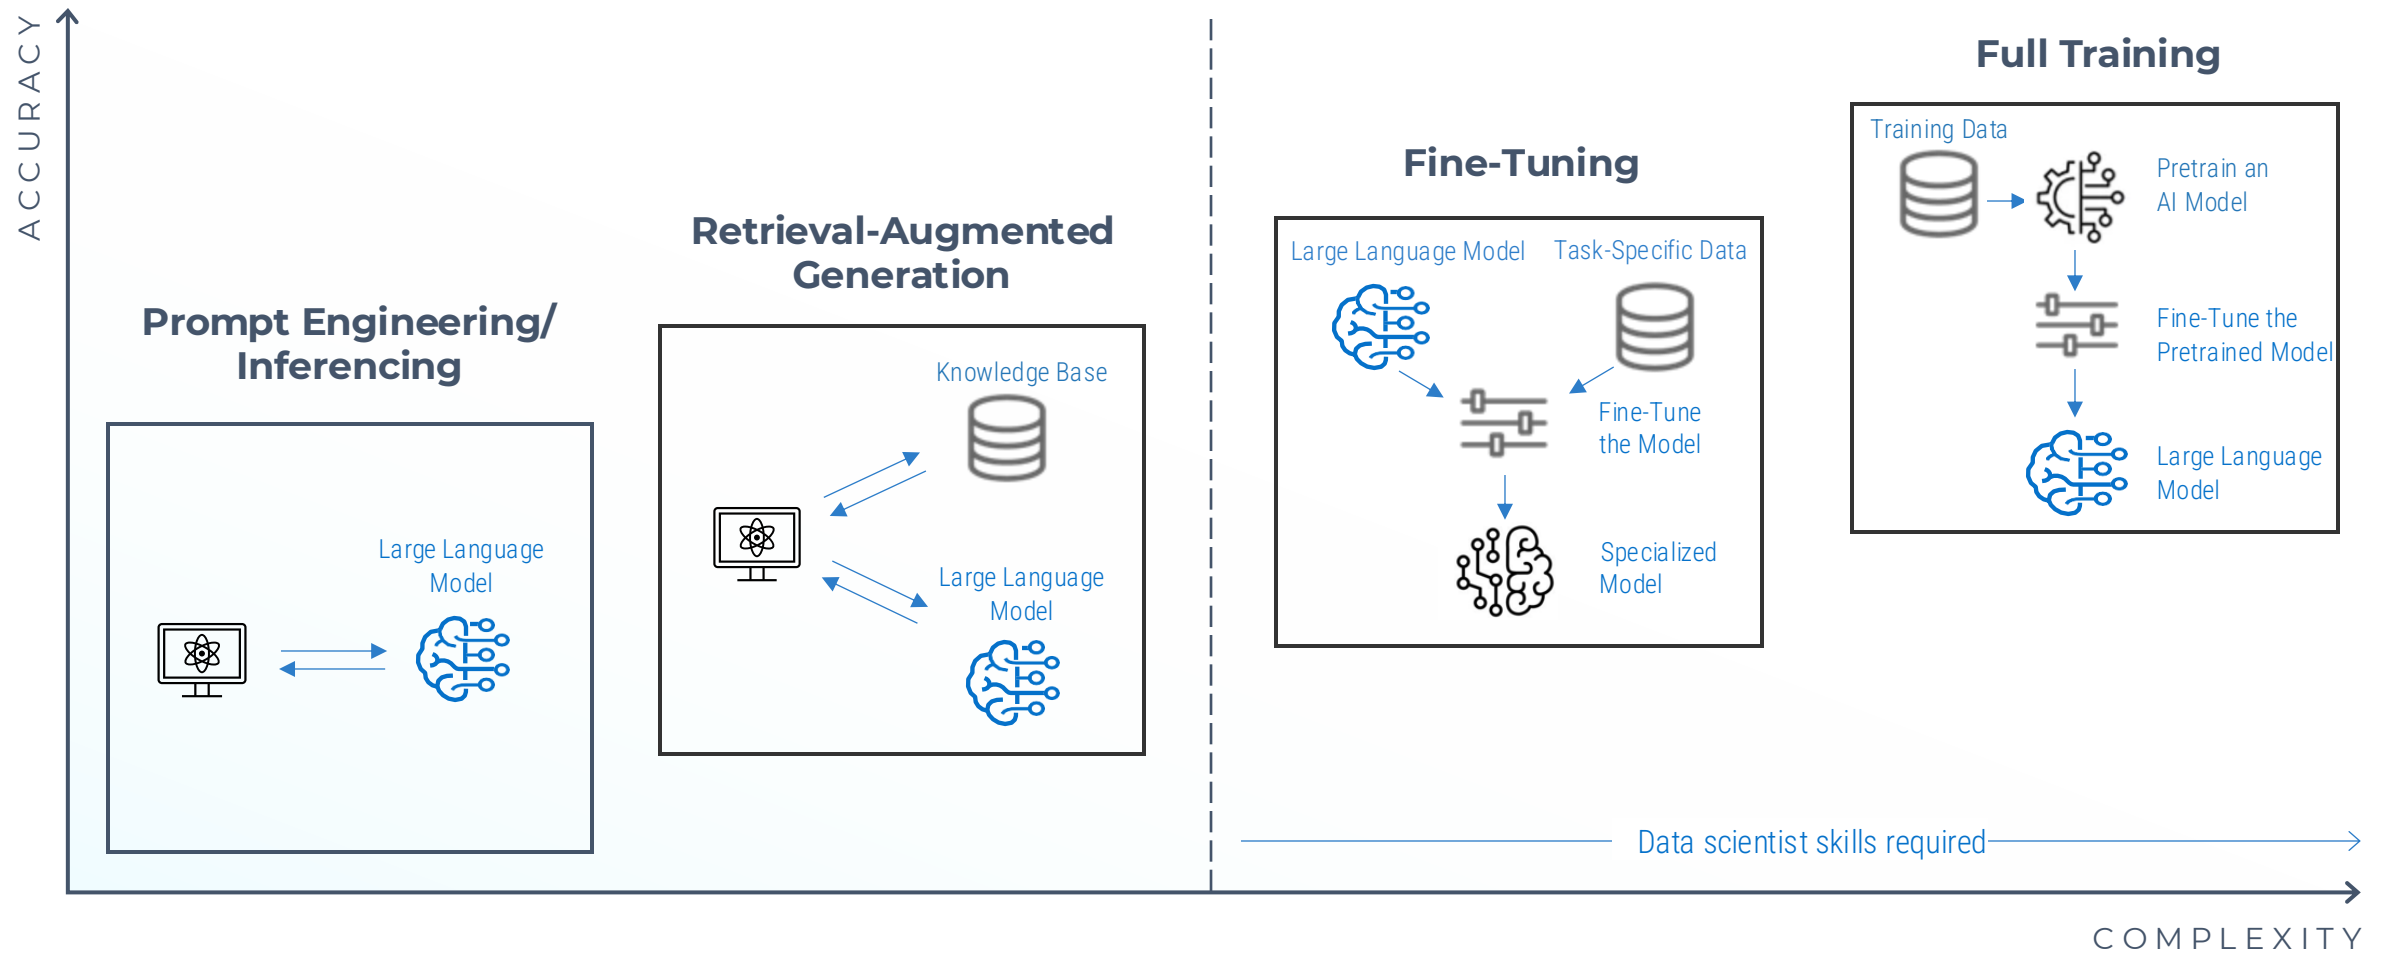 ACCURACY
Prompt Engineering/
Inferencing
Large Language
Model
Retrieval-Augmented
Generation
Knowledge Base
Large Language
Model
Fine-Tuning
Large Language Model
Task-Specific Data
Fine-Tune
the Model
Specialized
Model
Full Training
Training Data
Pretrain an
AI Model
Fine-Tune the
Pretrained Model
Large Language
Model
Data scientist skills required
COMPLEXITY